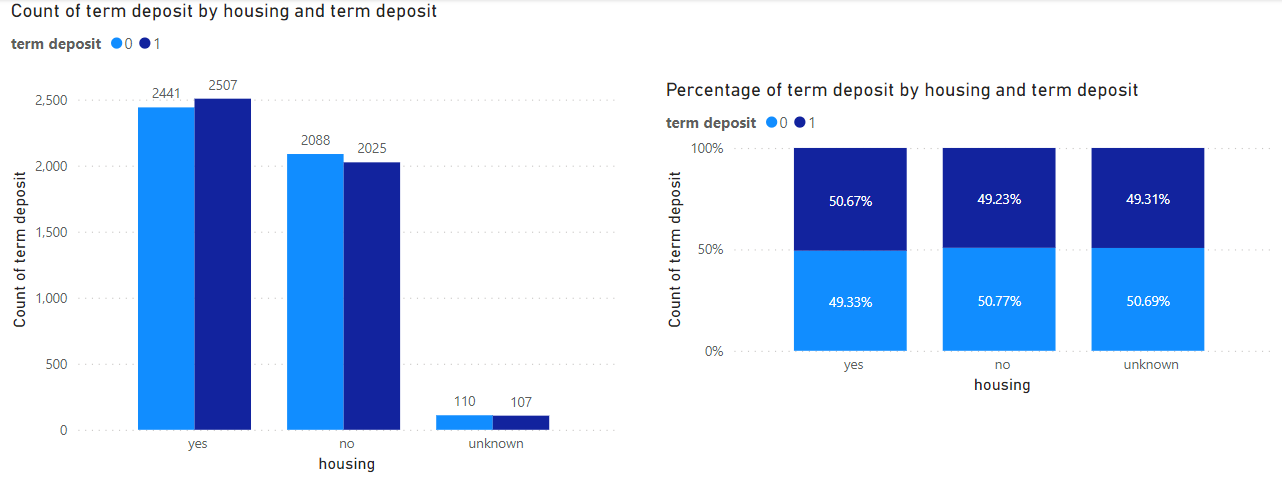 Count of term deposit by housing and term deposit
term deposit 0 1
Count of term deposit
2,500
2,000
1,500
1,000
500
0
2441
2507
2088
2025
110
107
yes
no
unknown
housing
Percentage of term deposit by housing and term deposit
term deposit 0 1
Count of term deposit
100%
50%
0%
50.67%
49.23%
49.31%
49.33%
50.77%
50.69%
yes
no
unknown
housing